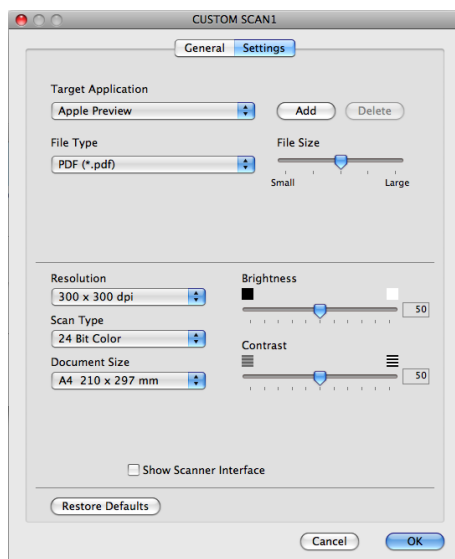 CUSTOM SCAN1
General Settings
Target Application
Apple Preview Add Delete
File Type File Size
PDF (*.pdf)
Small Large
Resolution Brightness
300 x 300 dpi 50
Scan Type
24 Bit Color Contrast
Document Size
A4 210 x 297 mm 50
Show Scanner Interface
Restore Defaults
Cancel OK